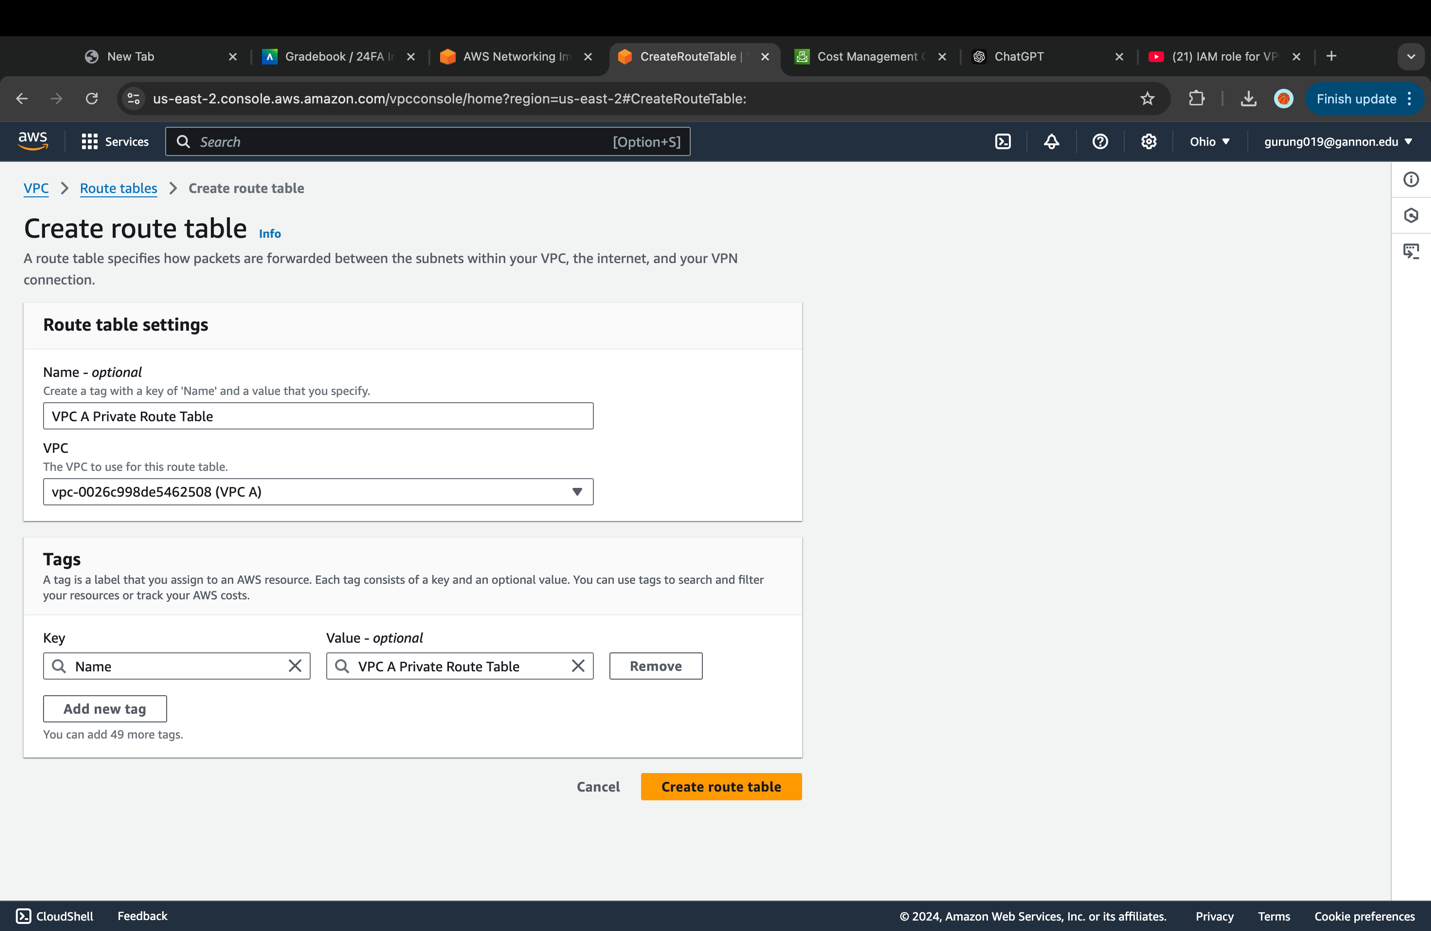 New Tab
Gradebook / 24FA I
AWS Networking Im
CreateRouteTable |
Cost Management
ChatGPT
(21) IAM role for VP
us-east-2.console.aws.amazon.com/vpcconsole/home?region=us-east-2#CreateRouteTable:
Finish update
aws
Services
Search
[Option+S]
Ohio
gurung019@gannon.edu
VPC
Route tables
Create route table
Create route table
Info
A route table specifies how packets are forwarded between the subnets within your VPC, the internet, and your VPN
connection.
Route table settings
Name - optional
Create a tag with a key of 'Name' and a value that you specify.
VPC A Private Route Table
VPC
The VPC to use for this route table.
vpc-0026c998de5462508 (VPC A)
Tags
A tag is a label that you assign to an AWS resource. Each tag consists of a key and an optional value. You can use tags to search and filter
your resources or track your AWS costs.
Key
Value - optional
Name
VPC A Private Route Table
Remove
Add new tag
You can add 49 more tags.
Cancel
Create route table
CloudShell
Feedback
© 2024, Amazon Web Services, Inc. or its affiliates.
Privacy
Terms
Cookie preferences